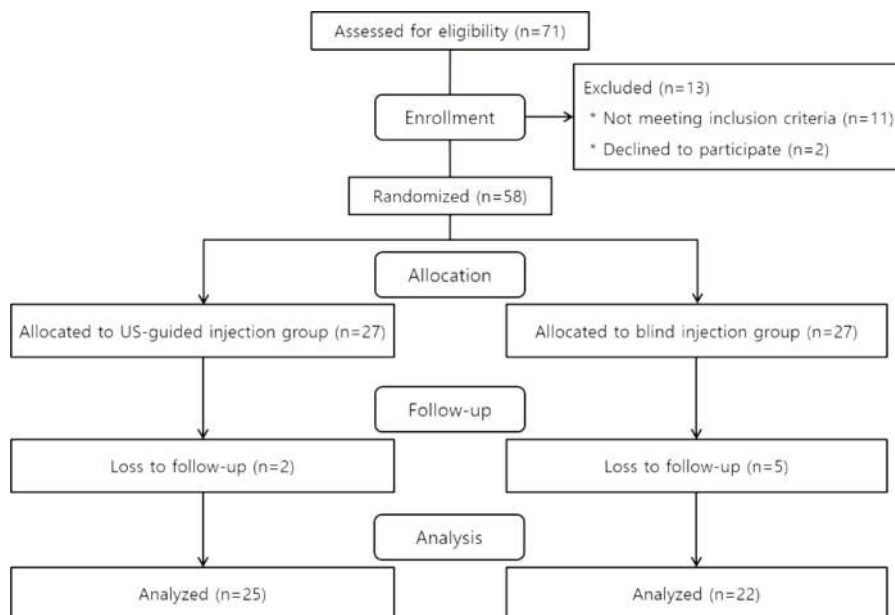 Assessed for eligibility (n=71)
Excluded (n=13)
* Not meeting inclusion criteria (n=11)
* Declined to participate (n=2)
Enrollment
Randomized (n=58)
Allocation
Allocated to US-guided injection group (n=27)
Allocated to blind injection group (n=27)
Follow-up
Loss to follow-up (n=2)
Loss to follow-up (n=5)
Analysis
Analyzed (n=25)
Analyzed (n=22)